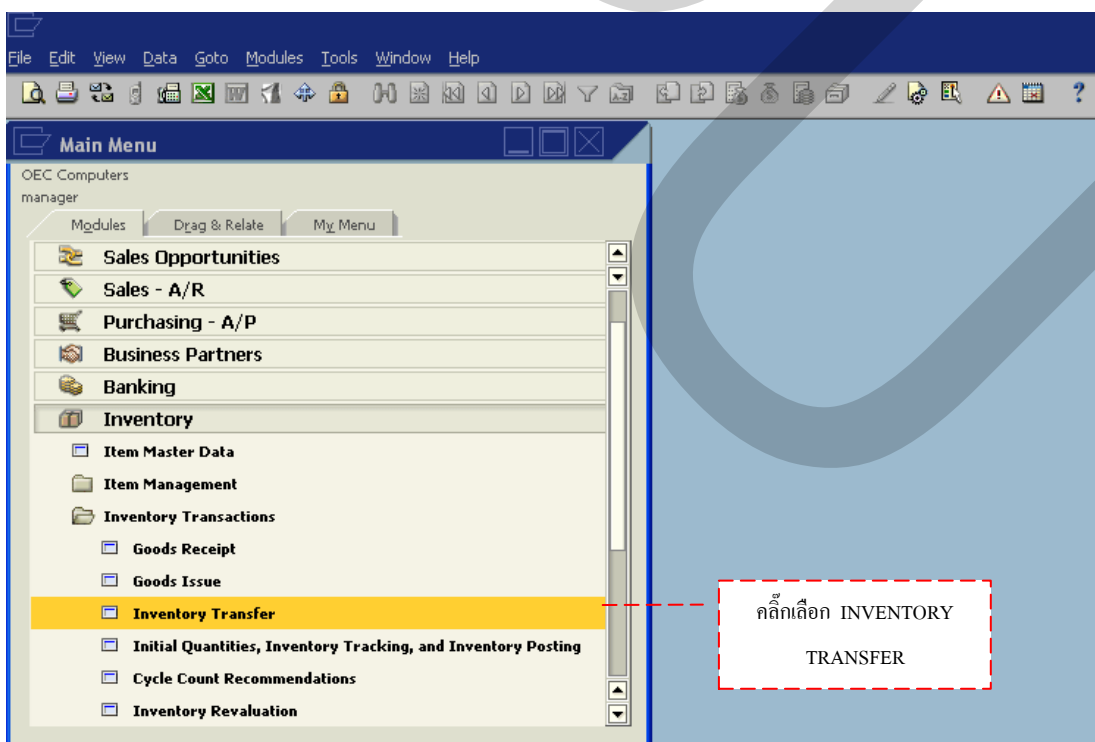 File Edit View Data Goto Modules Tools Window Help
Main Menu
OEC Computers
manager
Modules Drag & Relate My Menu
Sales Opportunities
Sales - A/R
Purchasing - A/P
Business Partners
Banking
Inventory
Item Master Data
Item Management
Inventory Transactions
Goods Receipt
Goods Issue
Inventory Transfer
Initial Quantities, Inventory Tracking, and Inventory Posting
Cycle Count Recommendations
Inventory Revaluation
คลิ๊กเลือก INVENTORY
TRANSFER